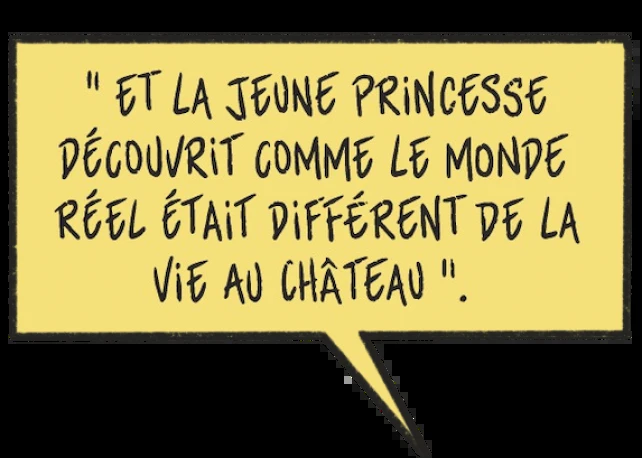 " ET LA JEUNE PRINCESSE
DÉCOUVRIT COMME LE MONDE
RÉEL ÉTAIT DIFFÉRENT DE LA
VIE AU CHÂTEAU ".